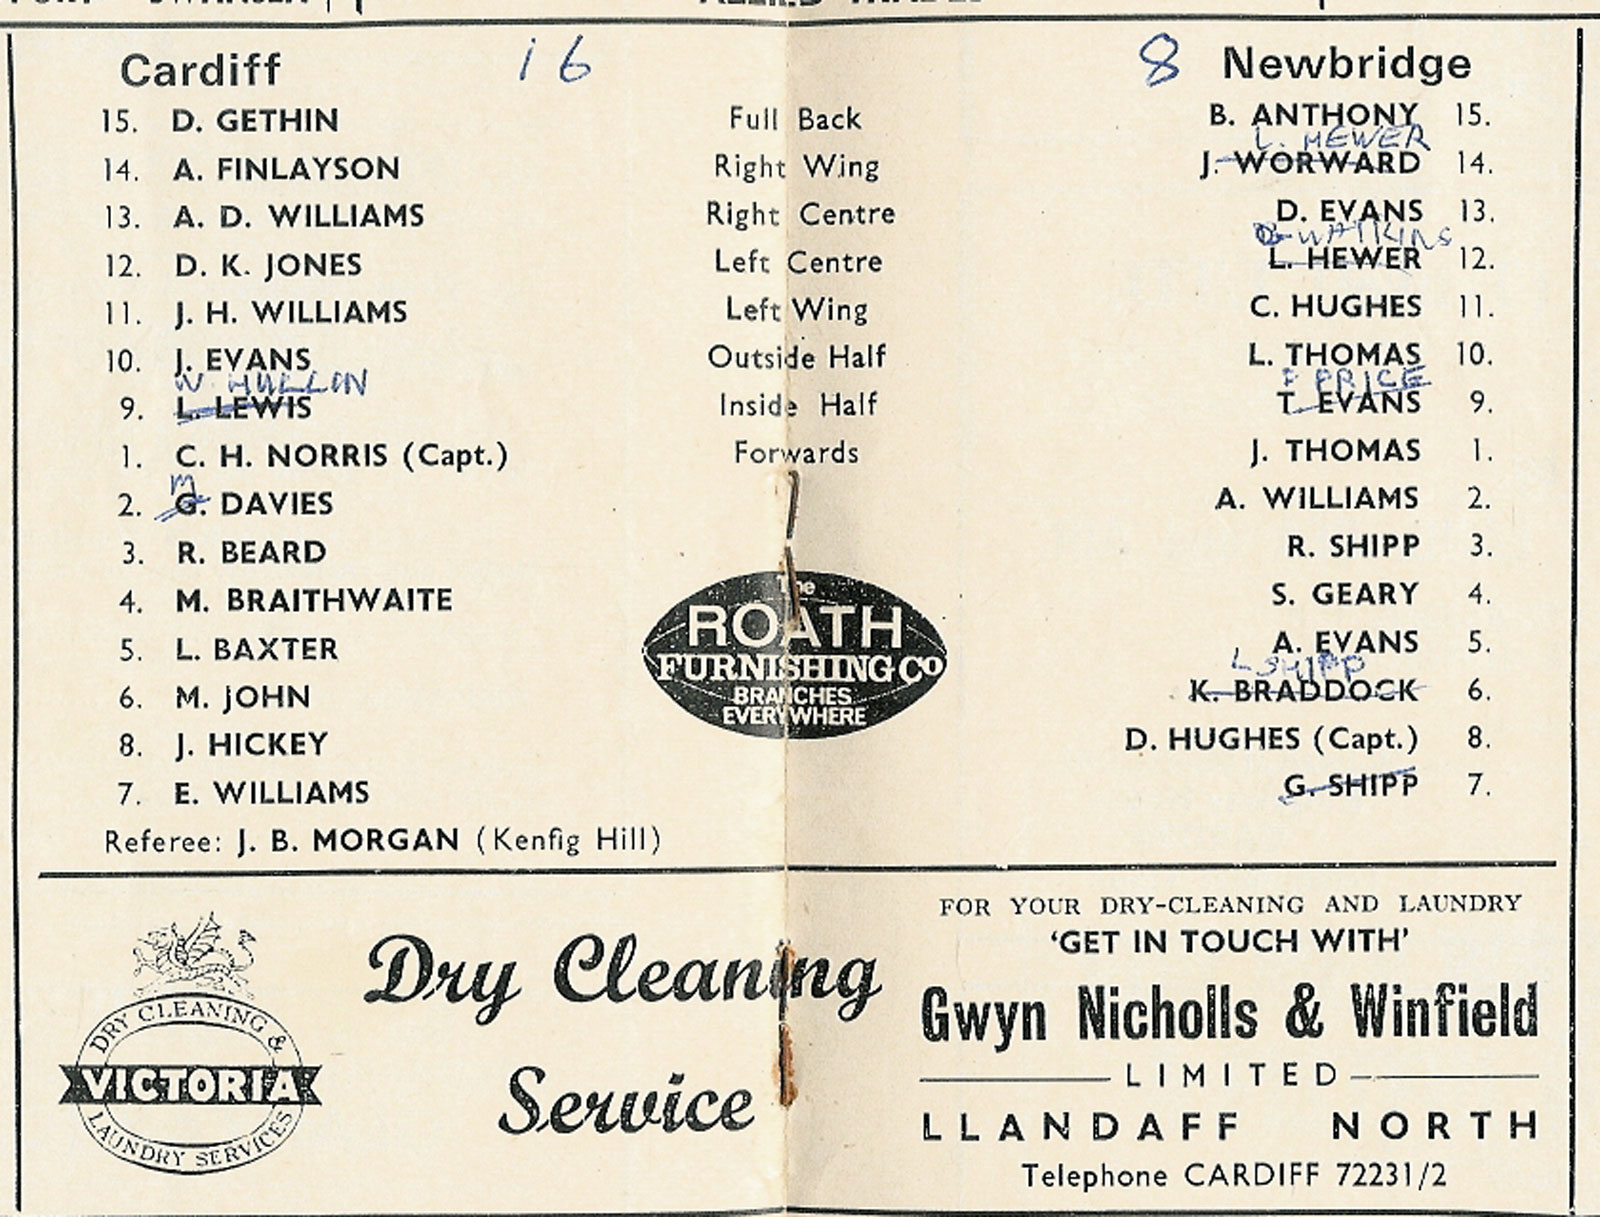 Cardiff 16 8 Newbridge
15. D. GETHIN Full Back B. ANTHONY 15.
L. HEWER
14. A. FINLAYSON Right Wing J. WORWARD 14.
13. A. D. WILLIAMS Right Centre D. EVANS 13.
WATKINS
12. D. K. JONES Left Centre L. HEWER 12.
11. J. H. WILLIAMS Left Wing C. HUGHES 11.
10. J. EVANS Outside Half L. THOMAS 10.
W. HULLON PRICE
9. L. LEWIS Inside Half T. EVANS 9.
1. C. H. NORRIS (Capt.) Forwards J. THOMAS 1.
M
2. G. DAVIES A. WILLIAMS 2.
3. R. BEARD R. SHIPP 3.
4. M. BRAITHWAITE S. GEARY 4.
5. L. BAXTER A. EVANS 5.
L SHIPP
6. M. JOHN K. BRADDOCK 6.
8. J. HICKEY D. HUGHES (Capt.) 8.
7. E. WILLIAMS G. SHIPP 7.
The
ROATH
FURNISHING Co
BRANCHES
EVERYWHERE
Referee: J. B. MORGAN (Kenfig Hill)
DRY CLEANING &
VICTORIA
LAUNDRY SERVICES
Dry Cleaning
Service
FOR YOUR DRY-CLEANING AND LAUNDRY
'GET IN TOUCH WITH'
Gwyn Nicholls & Winfield
LIMITED
LLANDAFF NORTH
Telephone CARDIFF 72231/2